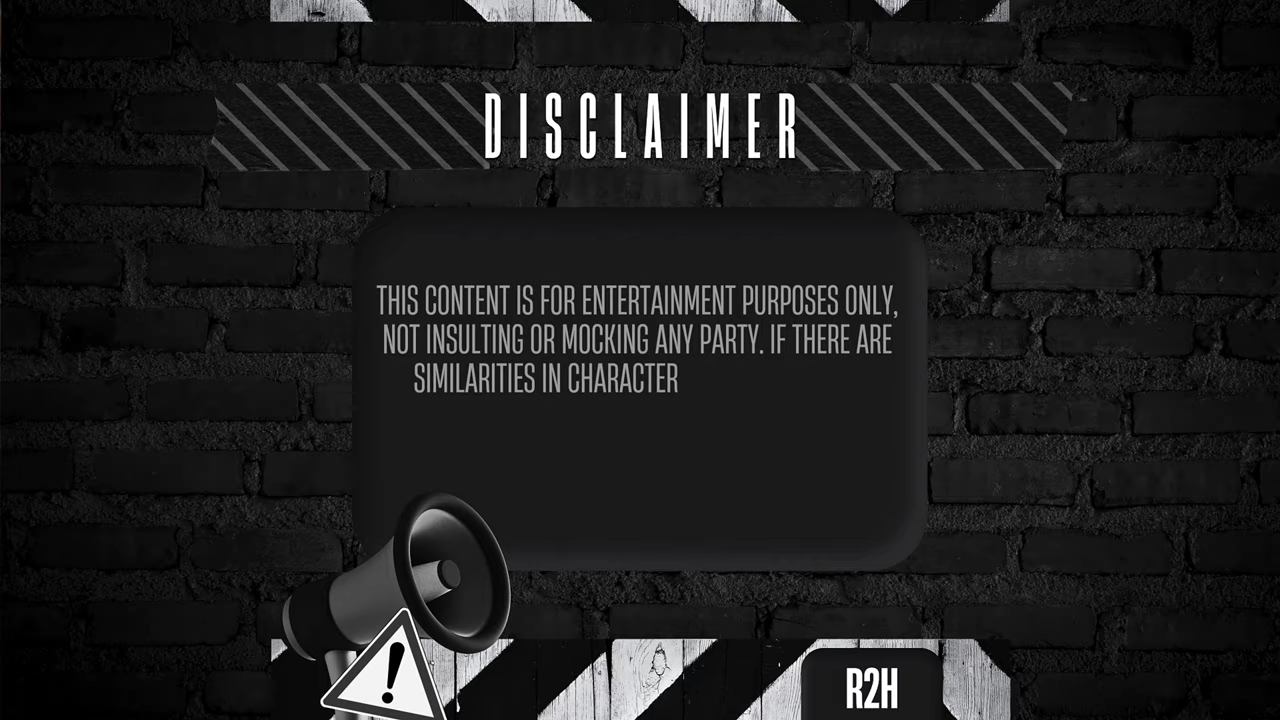 DISCLAIMER
THIS CONTENT IS FOR ENTERTAINMENT PURPOSES ONLY,
NOT INSULTING OR MOCKING ANY PARTY. IF THERE ARE
SIMILARITIES IN CHARACTER
R2H